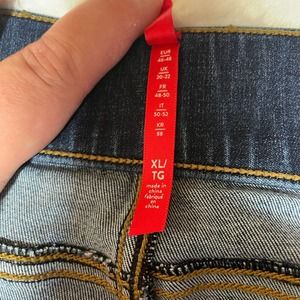 EUR
46-48
UK
20-22
FR
48-50
IT
50-52
KR
88
XL/
TG
made in
china
fabriqué
en
chine